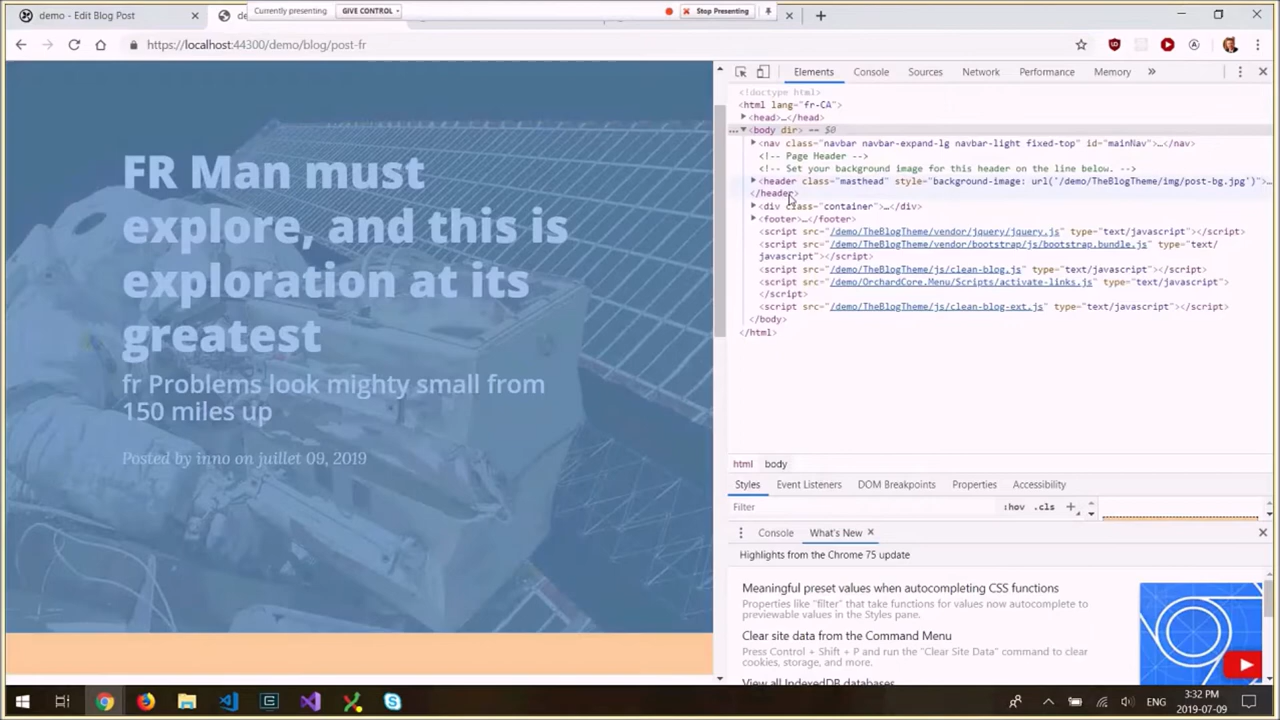 demo - Edit Blog Post
Currently presenting
GIVE CONTROL
Stop Presenting
https://localhost:44300/demo/blog/post-fr
FR Man must
explore, and this is
exploration at its
greatest
fr Problems look mighty small from
150 miles up
Posted by inno on juillet 09, 2019
Elements Console Sources Network Performance Memory »
<!doctype html>
<html lang="fr-CA">
<head>…</head>
… <body dir> == $0
<nav class="navbar navbar-expand-lg navbar-light fixed-top" id="mainNav">…</nav>
<!-- Page Header -->
<!-- Set your background image for this header on the line below. -->
<header class="masthead" style="background-image: url('/demo/TheBlogTheme/img/post-bg.jpg')">…
</header>
<div class="container">…</div>
<footer>…</footer>
<script src="/demo/TheBlogTheme/vendor/jquery/jquery.js" type="text/javascript"></script>
<script src="/demo/TheBlogTheme/vendor/bootstrap/js/bootstrap.bundle.js" type="text/
javascript"></script>
<script src="/demo/TheBlogTheme/js/clean-blog.js" type="text/javascript"></script>
<script src="/demo/OrchardCore.Menu/Scripts/activate-links.js" type="text/javascript">
</script>
<script src="/demo/TheBlogTheme/js/clean-blog-ext.js" type="text/javascript"></script>
</body>
</html>
html body
Styles Event Listeners DOM Breakpoints Properties Accessibility
Filter
:hov .cls +
Console What's New
Highlights from the Chrome 75 update
Meaningful preset values when autocompleting CSS functions
Properties like "filter" that take functions for values now autocomplete to
previewable values in the Styles pane.
Clear site data from the Command Menu
Press Control + Shift + P and run the "Clear Site Data" command to clear
cookies, storage, and more.
View all IndexedDB databases
ENG
3:32 PM
2019-07-09